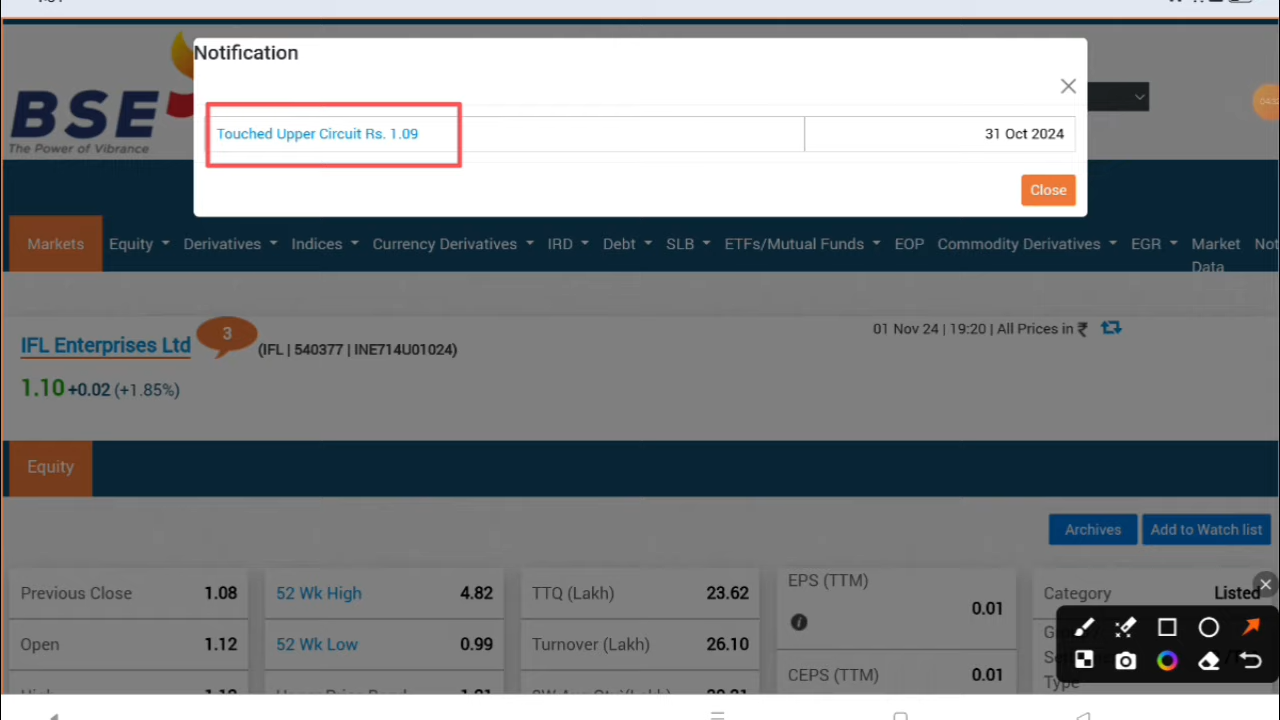 Notification
Touched Upper Circuit Rs. 1.09
31 Oct 2024
Close
BSE
The Power of Vibrance
Markets Equity Derivatives Indices Currency Derivatives IRD Debt SLB ETFs/Mutual Funds EOP Commodity Derivatives EGR Market Data
IFL Enterprises Ltd
3
(IFL | 540377 | INE714U01024)
01 Nov 24 | 19:20 | All Prices in ₹
1.10 +0.02 (+1.85%)
Equity
Archives
Add to Watch list
Previous Close 1.08
52 Wk High 4.82
TTQ (Lakh) 23.62
EPS (TTM) 0.01
Category Listed
Open 1.12
52 Wk Low 0.99
Turnover (Lakh) 26.10
CEPS (TTM) 0.01
Type